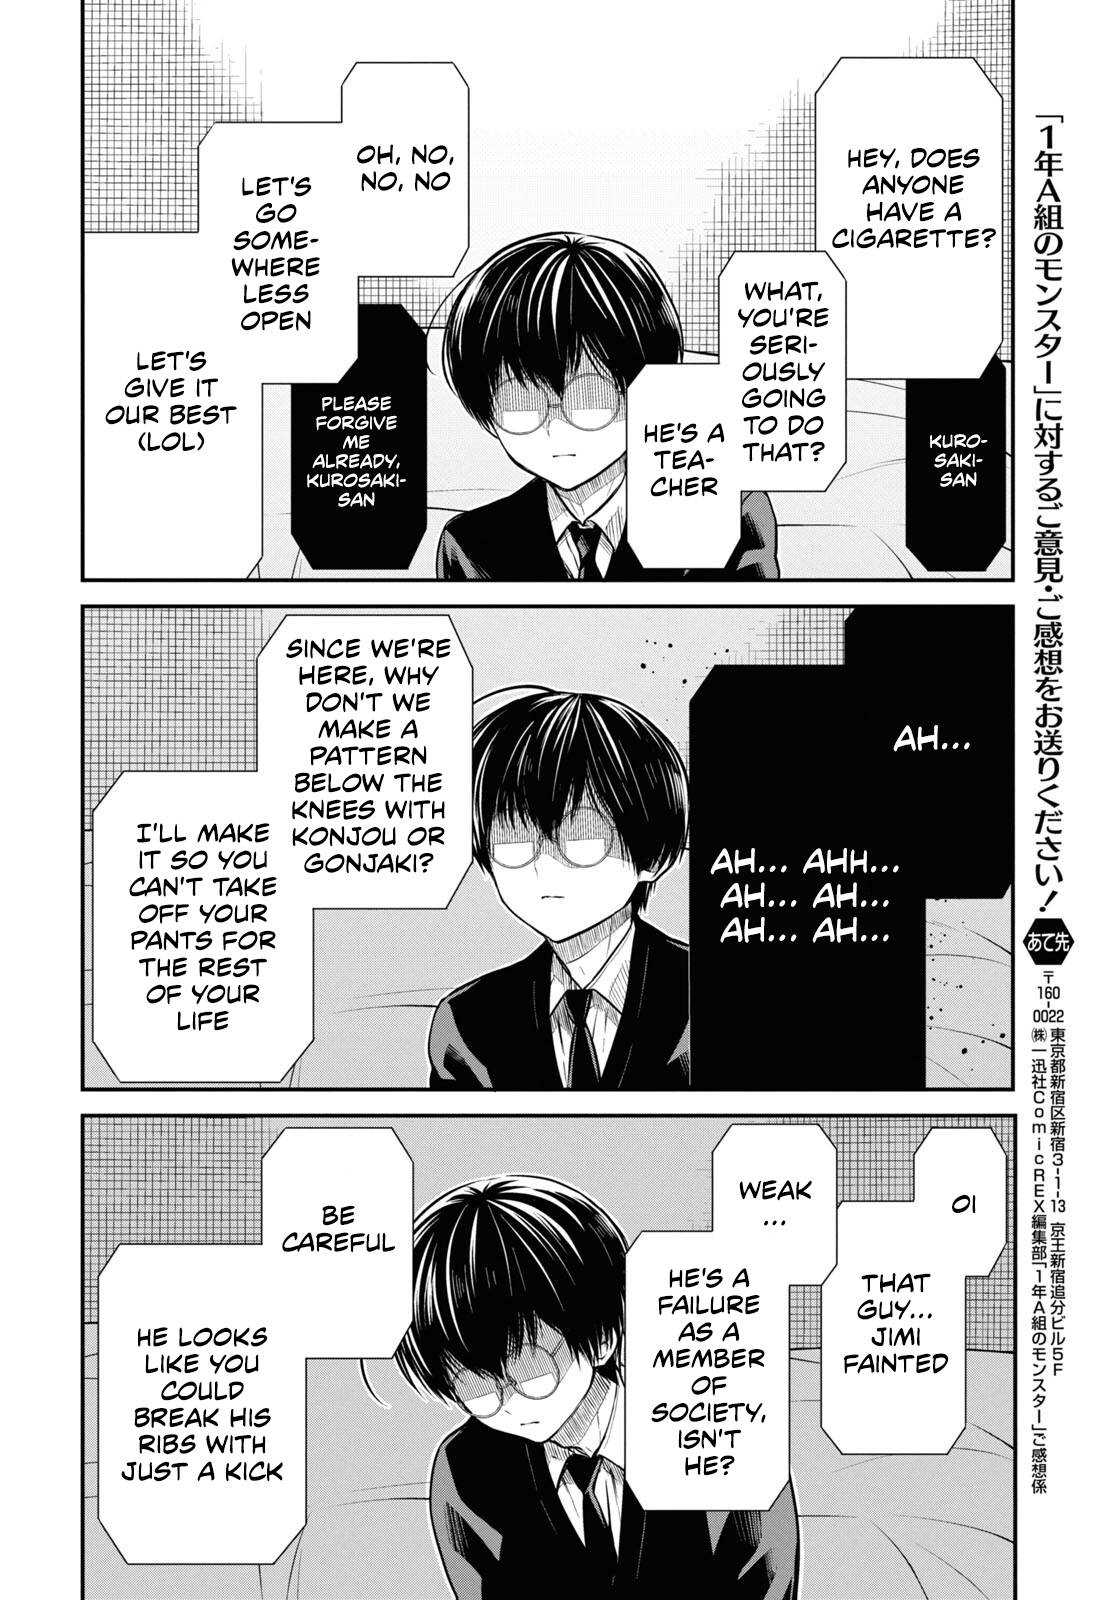 HEY, DOES
ANYONE
HAVE A
CIGARETTE?
KURO-
SAKI-
SAN
WHAT,
YOU'RE
SERI-
OUSLY
GOING
TO DO
THAT?
HE'S A
TEA-
CHER
OH, NO,
NO, NO
LET'S
GO
SOME-
WHERE
LESS
OPEN
PLEASE
FORGIVE
ME
ALREADY,
KUROSAKI-
SAN
LET'S
GIVE IT
OUR BEST
(LOL)
AH...
AH... AHH...
AH... AH...
AH... AH...
SINCE WE'RE
HERE, WHY
DON'T WE
MAKE A
PATTERN
BELOW THE
KNEES WITH
KONJOU OR
GONJAKI?
I'LL MAKE
IT SO YOU
CAN'T TAKE
OFF YOUR
PANTS FOR
THE REST
OF YOUR
LIFE
OI
THAT
GUY...
JIMI
FAINTED
WEAK
...
HE'S A
FAILURE
AS A
MEMBER
OF
SOCIETY,
ISN'T
HE?
BE
CAREFUL
HE LOOKS
LIKE YOU
COULD
BREAK HIS
RIBS WITH
JUST A KICK
「1年A組のモンスター」に対するご意見・ご感想をお送りください!
あて先
〒160-0022 東京都新宿区新宿3-1-13 京王新宿追分ビル5F
㈱一迅社ComicREX編集部「1年A組のモンスター」ご感想係